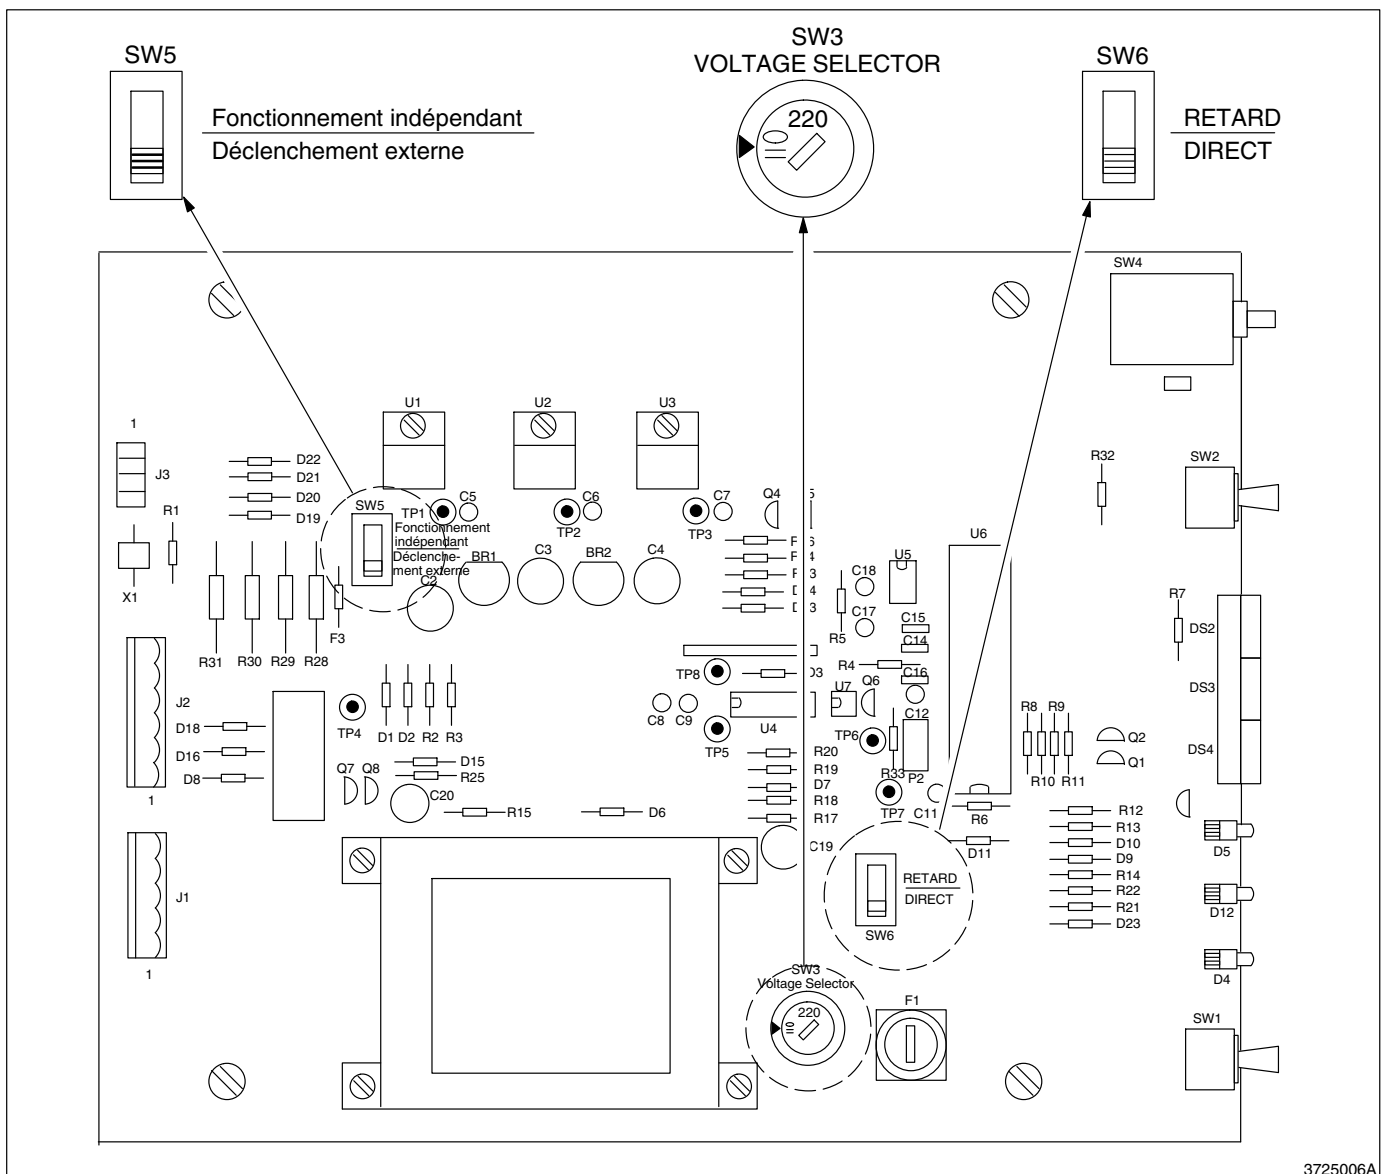 SW5
Fonctionnement indépendant
Déclenchement externe
SW3
VOLTAGE SELECTOR
220
SW6
RETARD
DIRECT
SW4
U1
U2
U3
1
J3
D22
D21
D20
D19
R1
X1
SW5
Fonctionnement
indépendant
Déclenche-
ment externe
TP1
C5
TP2
C6
TP3
C7
Q4
R32
SW2
U6
U5
BR1
C3
BR2
C4
C2
C18
C17
C15
C14
R5
R4
C16
R7
DS2
DS3
DS4
F3
R31
R30
R29
R28
TP8
U7
Q6
J2
D18
D16
D8
1
TP4
D1
D2
R2
R3
C8
C9
U4
TP5
TP6
C12
R8
R9
R10
R11
Q2
Q1
Q7
Q8
D15
R25
C20
R15
D6
R20
R19
D7
R18
R17
R33
P2
TP7
C11
R6
D11
R12
R13
D10
D9
R14
R22
R21
D23
D5
D12
D4
J1
1
C19
RETARD
DIRECT
SW6
SW3
Voltage Selector
220
F1
SW1
3725006A